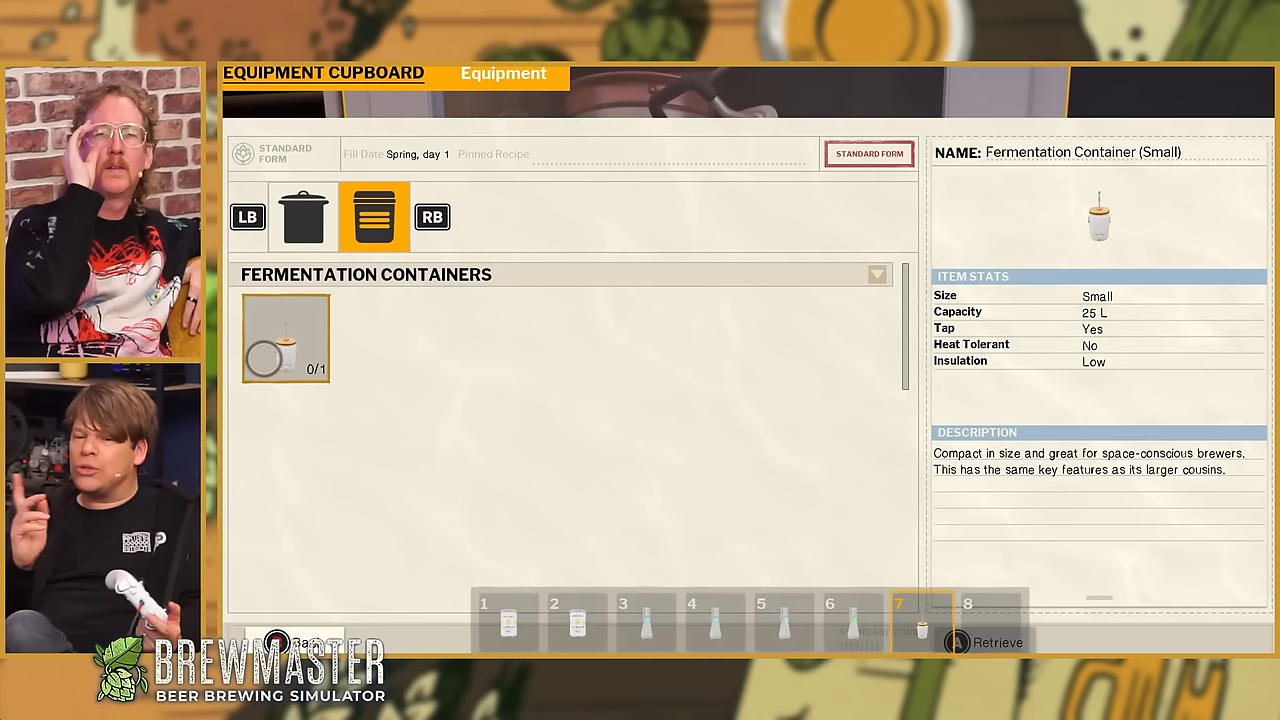 EQUIPMENT CUPBOARD Equipment
STANDARD FORM
Fill Date Spring, day 1 Pinned Recipe
STANDARD FORM
LB
RB
FERMENTATION CONTAINERS
0/1
NAME: Fermentation Container (Small)
ITEM STATS
Size Small
Capacity 25 L
Tap Yes
Heat Tolerant No
Insulation Low
DESCRIPTION
Compact in size and great for space-conscious brewers.
This has the same key features as its larger cousins.
1 2 3 4 5 6 7 8
STANDARD FORM
A Retrieve
BREWMASTER
BEER BREWING SIMULATOR